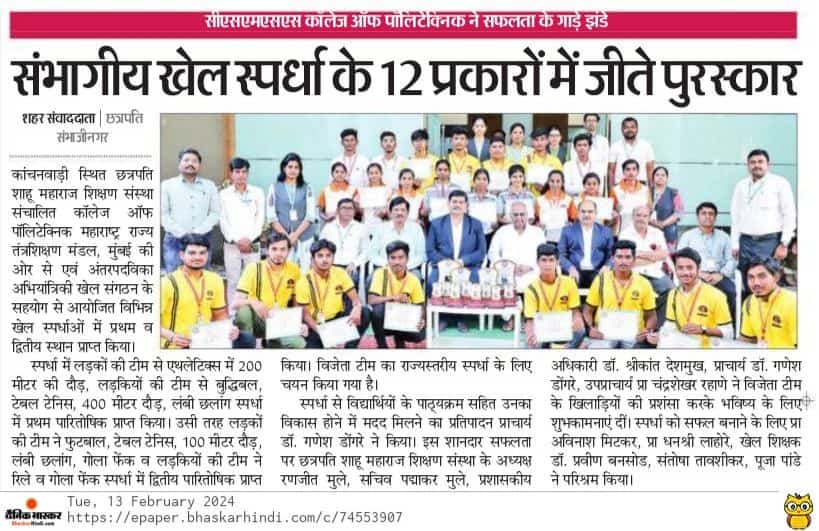 सीएसएमएसएस कॉलेज ऑफ पॉलिटेक्निक ने सफलता के गाड़े झंडे
संभागीय खेल स्पर्धा के 12 प्रकारों में जीते पुरस्कार
शहर संवाददाता | छत्रपति
संभाजीनगर
कांचनवाड़ी स्थित छत्रपति
शाहू महाराज शिक्षण संस्था
संचालित कॉलेज ऑफ
पॉलिटेक्निक महाराष्ट्र राज्य
तंत्रशिक्षण मंडल, मुंबई की
ओर से एवं अंतरपदविका
अभियांत्रिकी खेल संगठन के
सहयोग से आयोजित विभिन्न
खेल स्पर्धाओं में प्रथम व
द्वितीय स्थान प्राप्त किया।
स्पर्धा में लड़कों की टीम से एथलेटिक्स में 200
मीटर की दौड़, लड़कियों की टीम से बुद्धिबल,
टेबल टेनिस, 400 मीटर दौड़, लंबी छलांग स्पर्धा
में प्रथम पारितोषिक प्राप्त किया। उसी तरह लड़कों
की टीम ने फुटबाल, टेबल टेनिस, 100 मीटर दौड़,
लंबी छलांग, गोला फेंक व लड़कियों की टीम ने
रिले व गोला फेंक स्पर्धा में द्वितीय पारितोषिक प्राप्त
किया। विजेता टीम का राज्यस्तरीय स्पर्धा के लिए
चयन किया गया है।
स्पर्धा से विद्यार्थियों के पाठ्यक्रम सहित उनका
विकास होने में मदद मिलने का प्रतिपादन प्राचार्य
डॉ. गणेश डोंगरे ने किया। इस शानदार सफलता
पर छत्रपति शाहू महाराज शिक्षण संस्था के अध्यक्ष
रणजीत मुले, सचिव पद्माकर मुले, प्रशासकीय
अधिकारी डॉ. श्रीकांत देशमुख, प्राचार्य डॉ. गणेश
डोंगरे, उपप्राचार्य प्रा चंद्रशेखर रहाणे ने विजेता टीम
के खिलाड़ियों की प्रशंसा करके भविष्य के लिए
शुभकामनाएं दीं। स्पर्धा को सफल बनाने के लिए प्रा
अविनाश मिटकर, प्रा धनश्री लाहोरे, खेल शिक्षक
डॉ. प्रवीण बनसोड, संतोषा तावशीकर, पूजा पांडे
ने परिश्रम किया।
दैनिक भास्कर
BhaskarHindi.com
Tue, 13 February 2024
https://epaper.bhaskarhindi.com/c/74553907